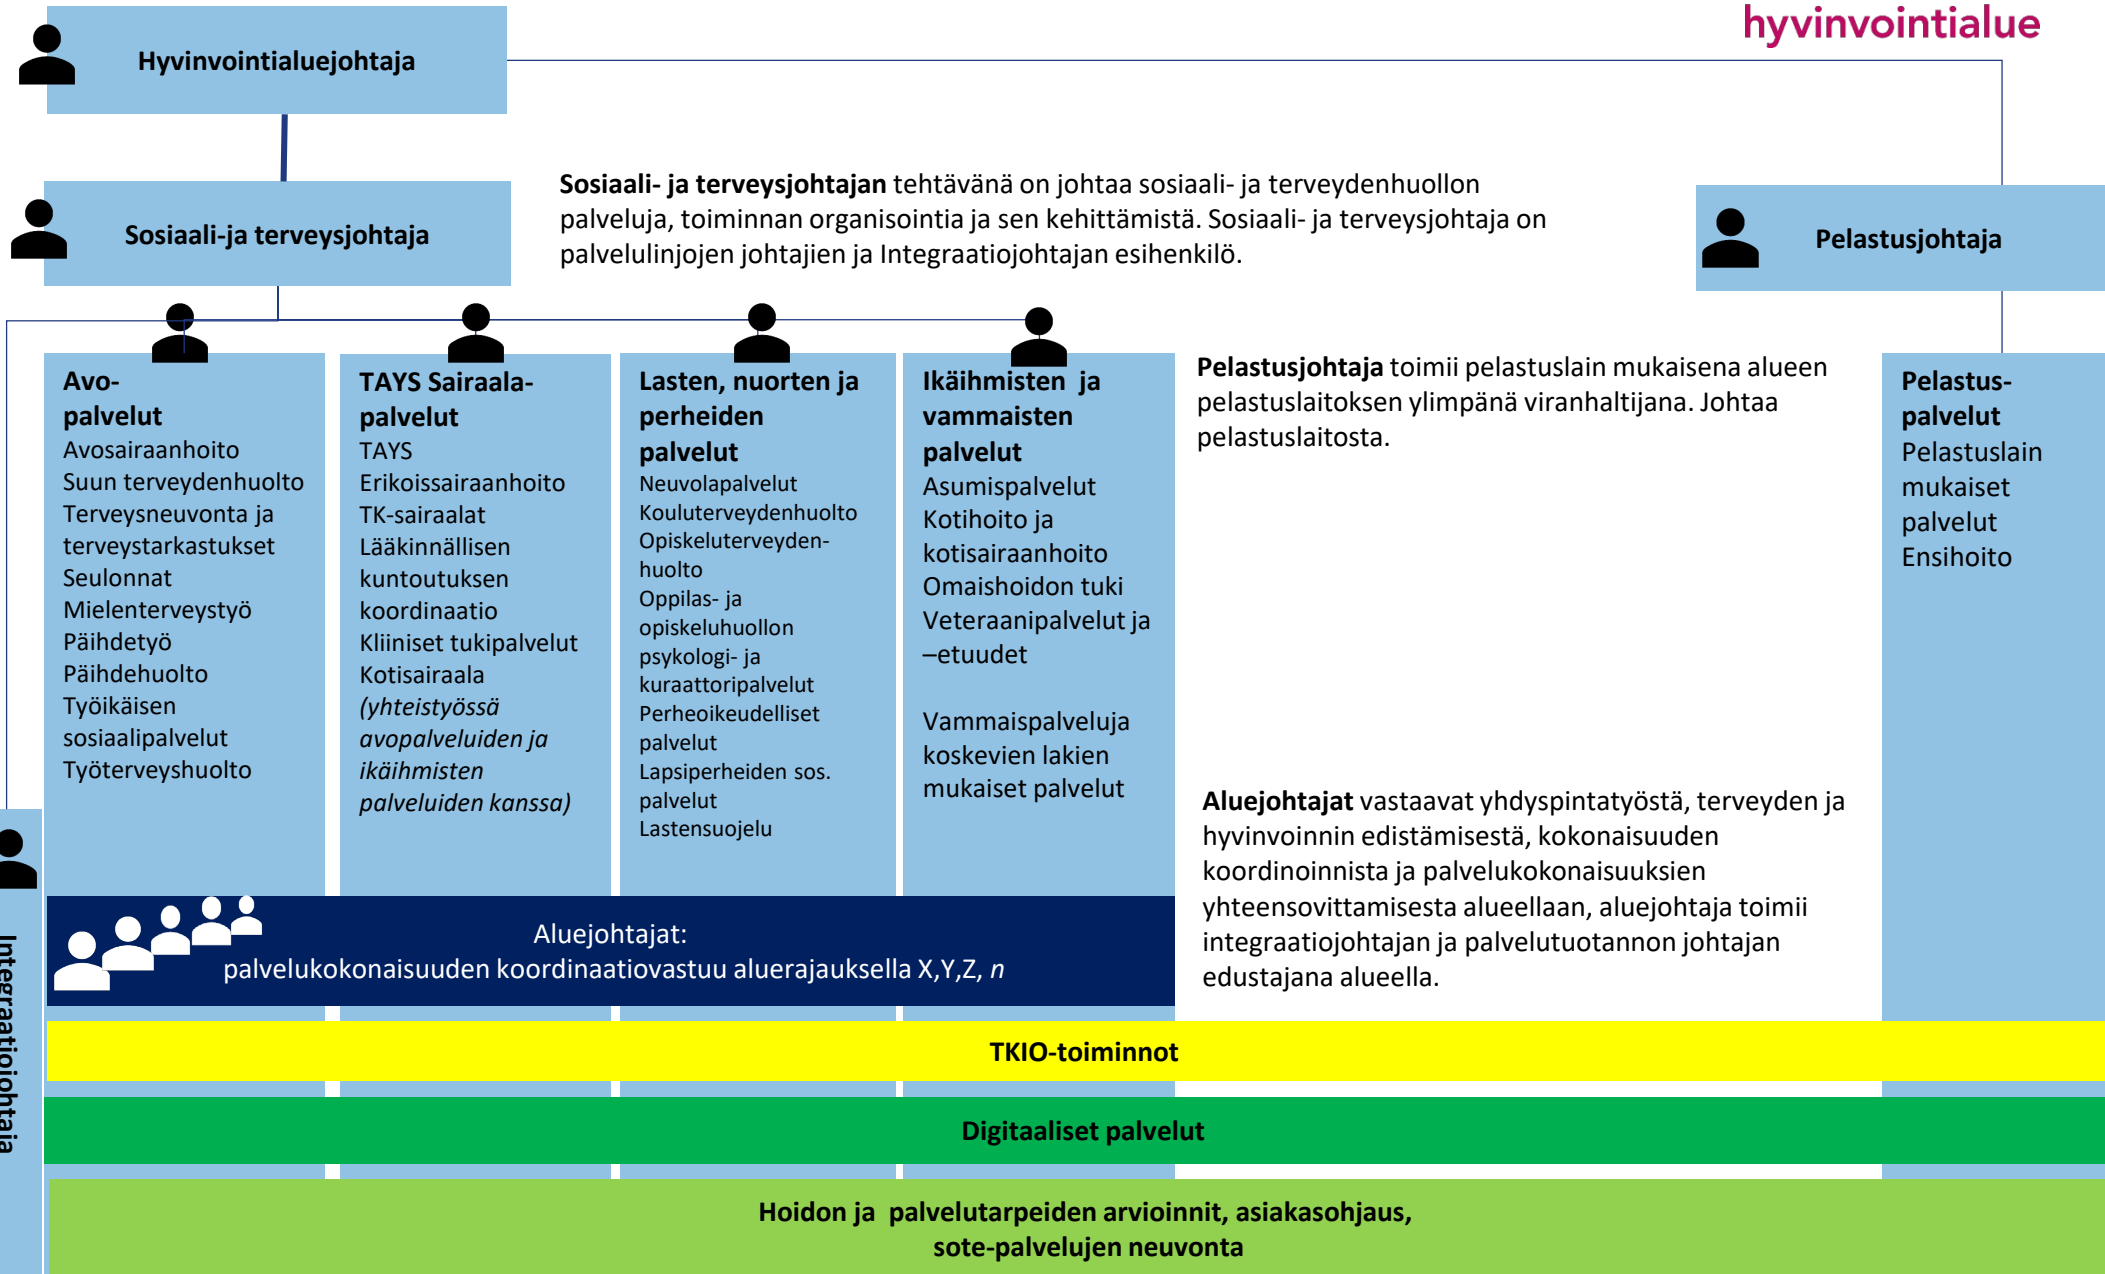 hyvinvointialue
Hyvinvointialuejohtaja
Sosiaali- ja terveysjohtajan tehtävänä on johtaa sosiaali- ja terveydenhuollon
palveluja, toiminnan organisointia ja sen kehittämistä. Sosiaali- ja terveysjohtaja on
palvelulinjojen johtajien ja Integraatiojohtajan esihenkilö.
Sosiaali-ja terveysjohtaja
Pelastusjohtaja
Avo-
palvelut
Avosairaanhoito
Suun terveydenhuolto
Terveysneuvonta ja
terveystarkastukset
Seulonnat
Mielenterveystyö
Päihdetyö
Päihdehuolto
Työikäisen
sosiaalipalvelut
Työterveyshuolto
TAYS Sairaala-
palvelut
TAYS
Erikoissairaanhoito
TK-sairaalat
Lääkinnällisen
kuntoutuksen
koordinaatio
Kliiniset tukipalvelut
Kotisairaala
(yhteistyössä
avopalveluiden ja
ikäihmisten
palveluiden kanssa)
Lasten, nuorten ja
perheiden
palvelut
Neuvolapalvelut
Kouluterveydenhuolto
Opiskeluterveyden-
huolto
Oppilas- ja
opiskeluhuollon
psykologi- ja
kuraattoripalvelut
Perheoikeudelliset
palvelut
Lapsiperheiden sos.
palvelut
Lastensuojelu
Ikäihmisten ja
vammaisten
palvelut
Asumispalvelut
Kotihoito ja
kotisairaanhoito
Omaishoidon tuki
Veteraanipalvelut ja
–etuudet
Vammaispalveluja
koskevien lakien
mukaiset palvelut
Pelastusjohtaja toimii pelastuslain mukaisena alueen
pelastuslaitoksen ylimpänä viranhaltijana. Johtaa
pelastuslaitosta.
Pelastus-
palvelut
Pelastuslain
mukaiset
palvelut
Ensihoito
Aluejohtajat vastaavat yhdyspintatyöstä, terveyden ja
hyvinvoinnin edistämisestä, kokonaisuuden
koordinoinnista ja palvelukokonaisuuksien
yhteensovittamisesta alueellaan, aluejohtaja toimii
integraatiojohtajan ja palvelutuotannon johtajan
edustajana alueella.
Integraatiojohtaja
Aluejohtajat:
palvelukokonaisuuden koordinaatiovastuu aluerajauksella X,Y,Z, n
TKIO-toiminnot
Digitaaliset palvelut
Hoidon ja palvelutarpeiden arvioinnit, asiakasohjaus,
sote-palvelujen neuvonta